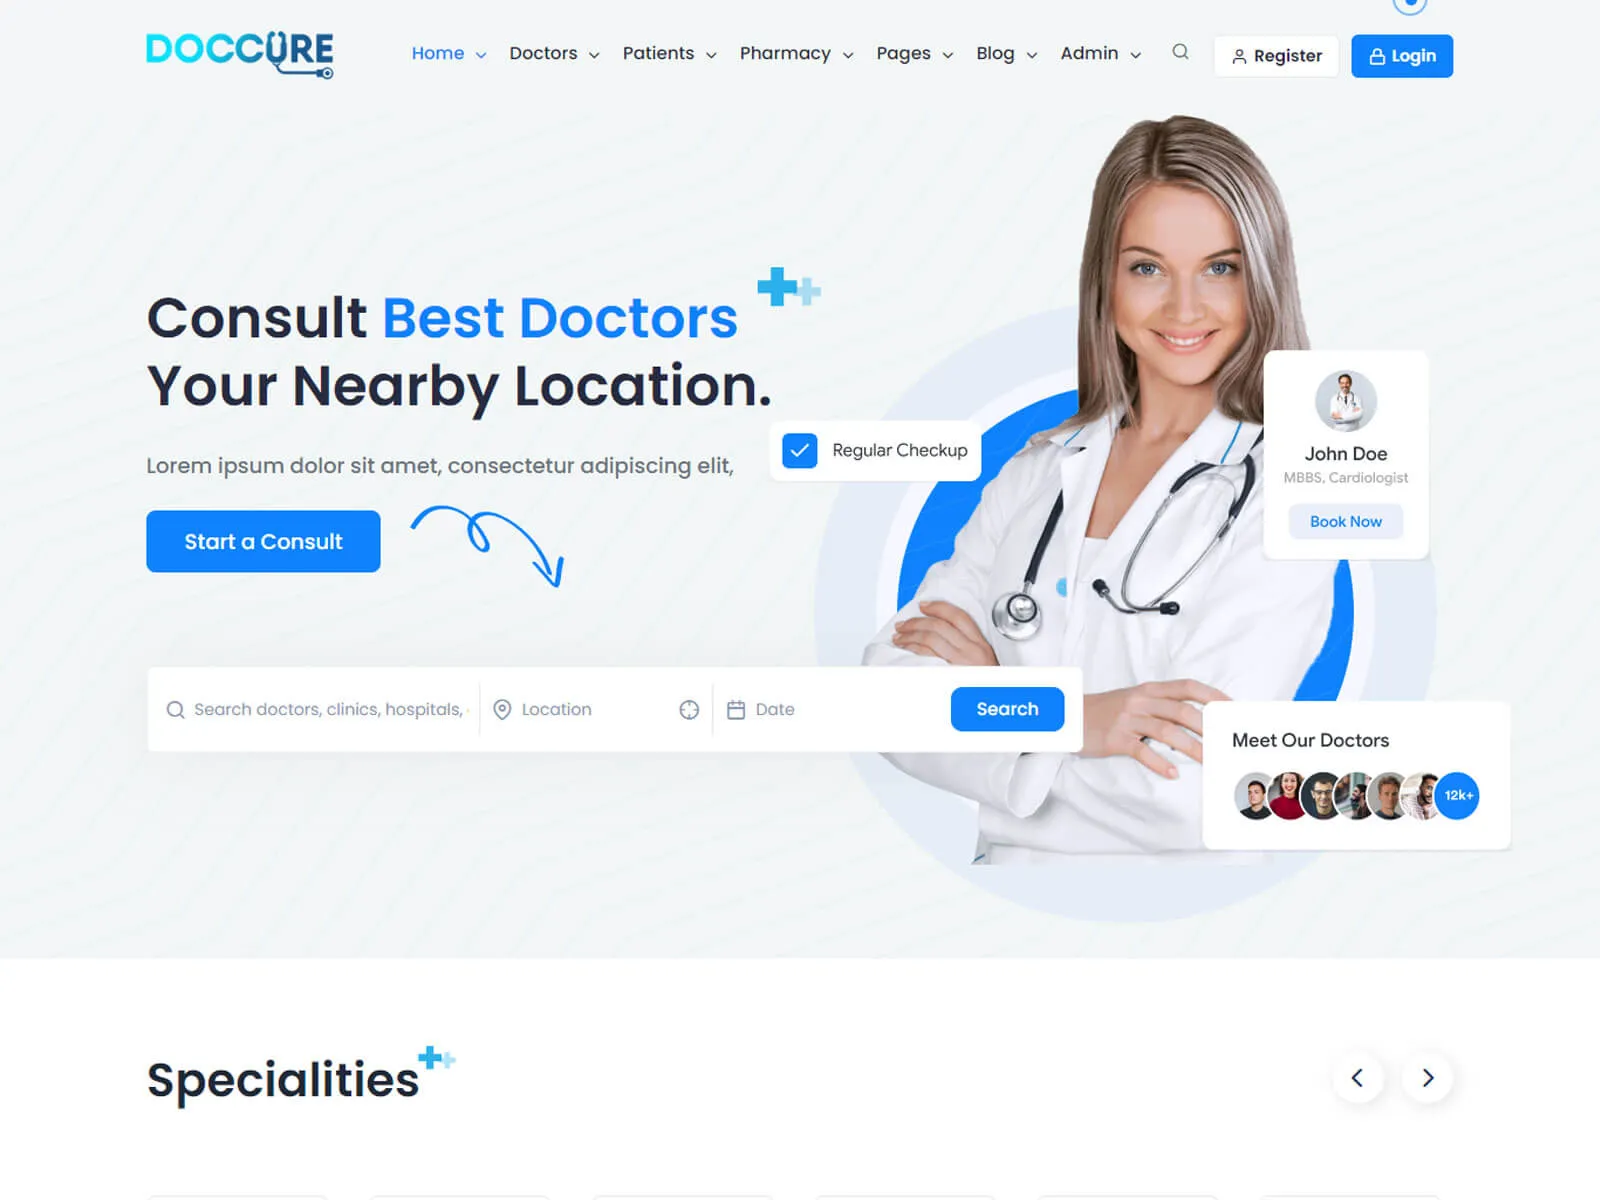 DOCCURE
Home
Doctors
Patients
Pharmacy
Pages
Blog
Admin
Register
Login
Consult Best Doctors
Your Nearby Location.
Lorem ipsum dolor sit amet, consectetur adipiscing elit,
Start a Consult
Regular Checkup
John Doe
MBBS, Cardiologist
Book Now
Search doctors, clinics, hospitals,
Location
Date
Search
Meet Our Doctors
12k+
Specialities